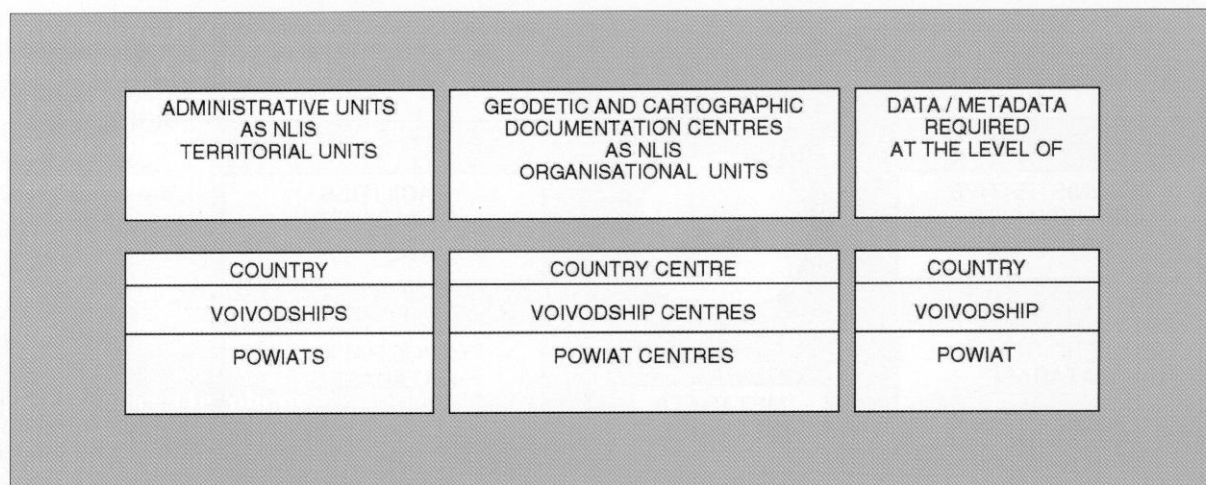 ADMINISTRATIVE UNITS
AS NLIS
TERRITORIAL UNITS
GEODETIC AND CARTOGRAPHIC
DOCUMENTATION CENTRES
AS NLIS
ORGANISATIONAL UNITS
DATA / METADATA
REQUIRED
AT THE LEVEL OF
COUNTRY
COUNTRY CENTRE
COUNTRY
VOIVODSHIPS
VOIVODSHIP CENTRES
VOIVODSHIP
POWIATS
POWIAT CENTRES
POWIAT